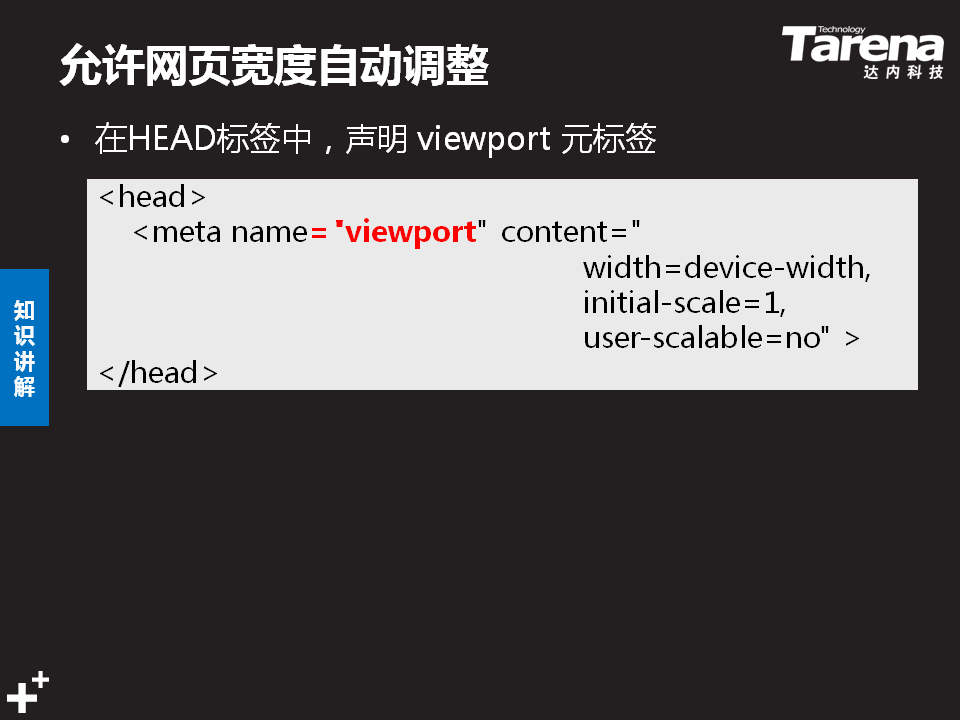 允许网页宽度自动调整
Technology
Tarena
达内科技
• 在HEAD标签中，声明 viewport 元标签
<head>
<meta name="viewport" content="
width=device-width,
initial-scale=1,
user-scalable=no" >
</head>
知
识
讲
解